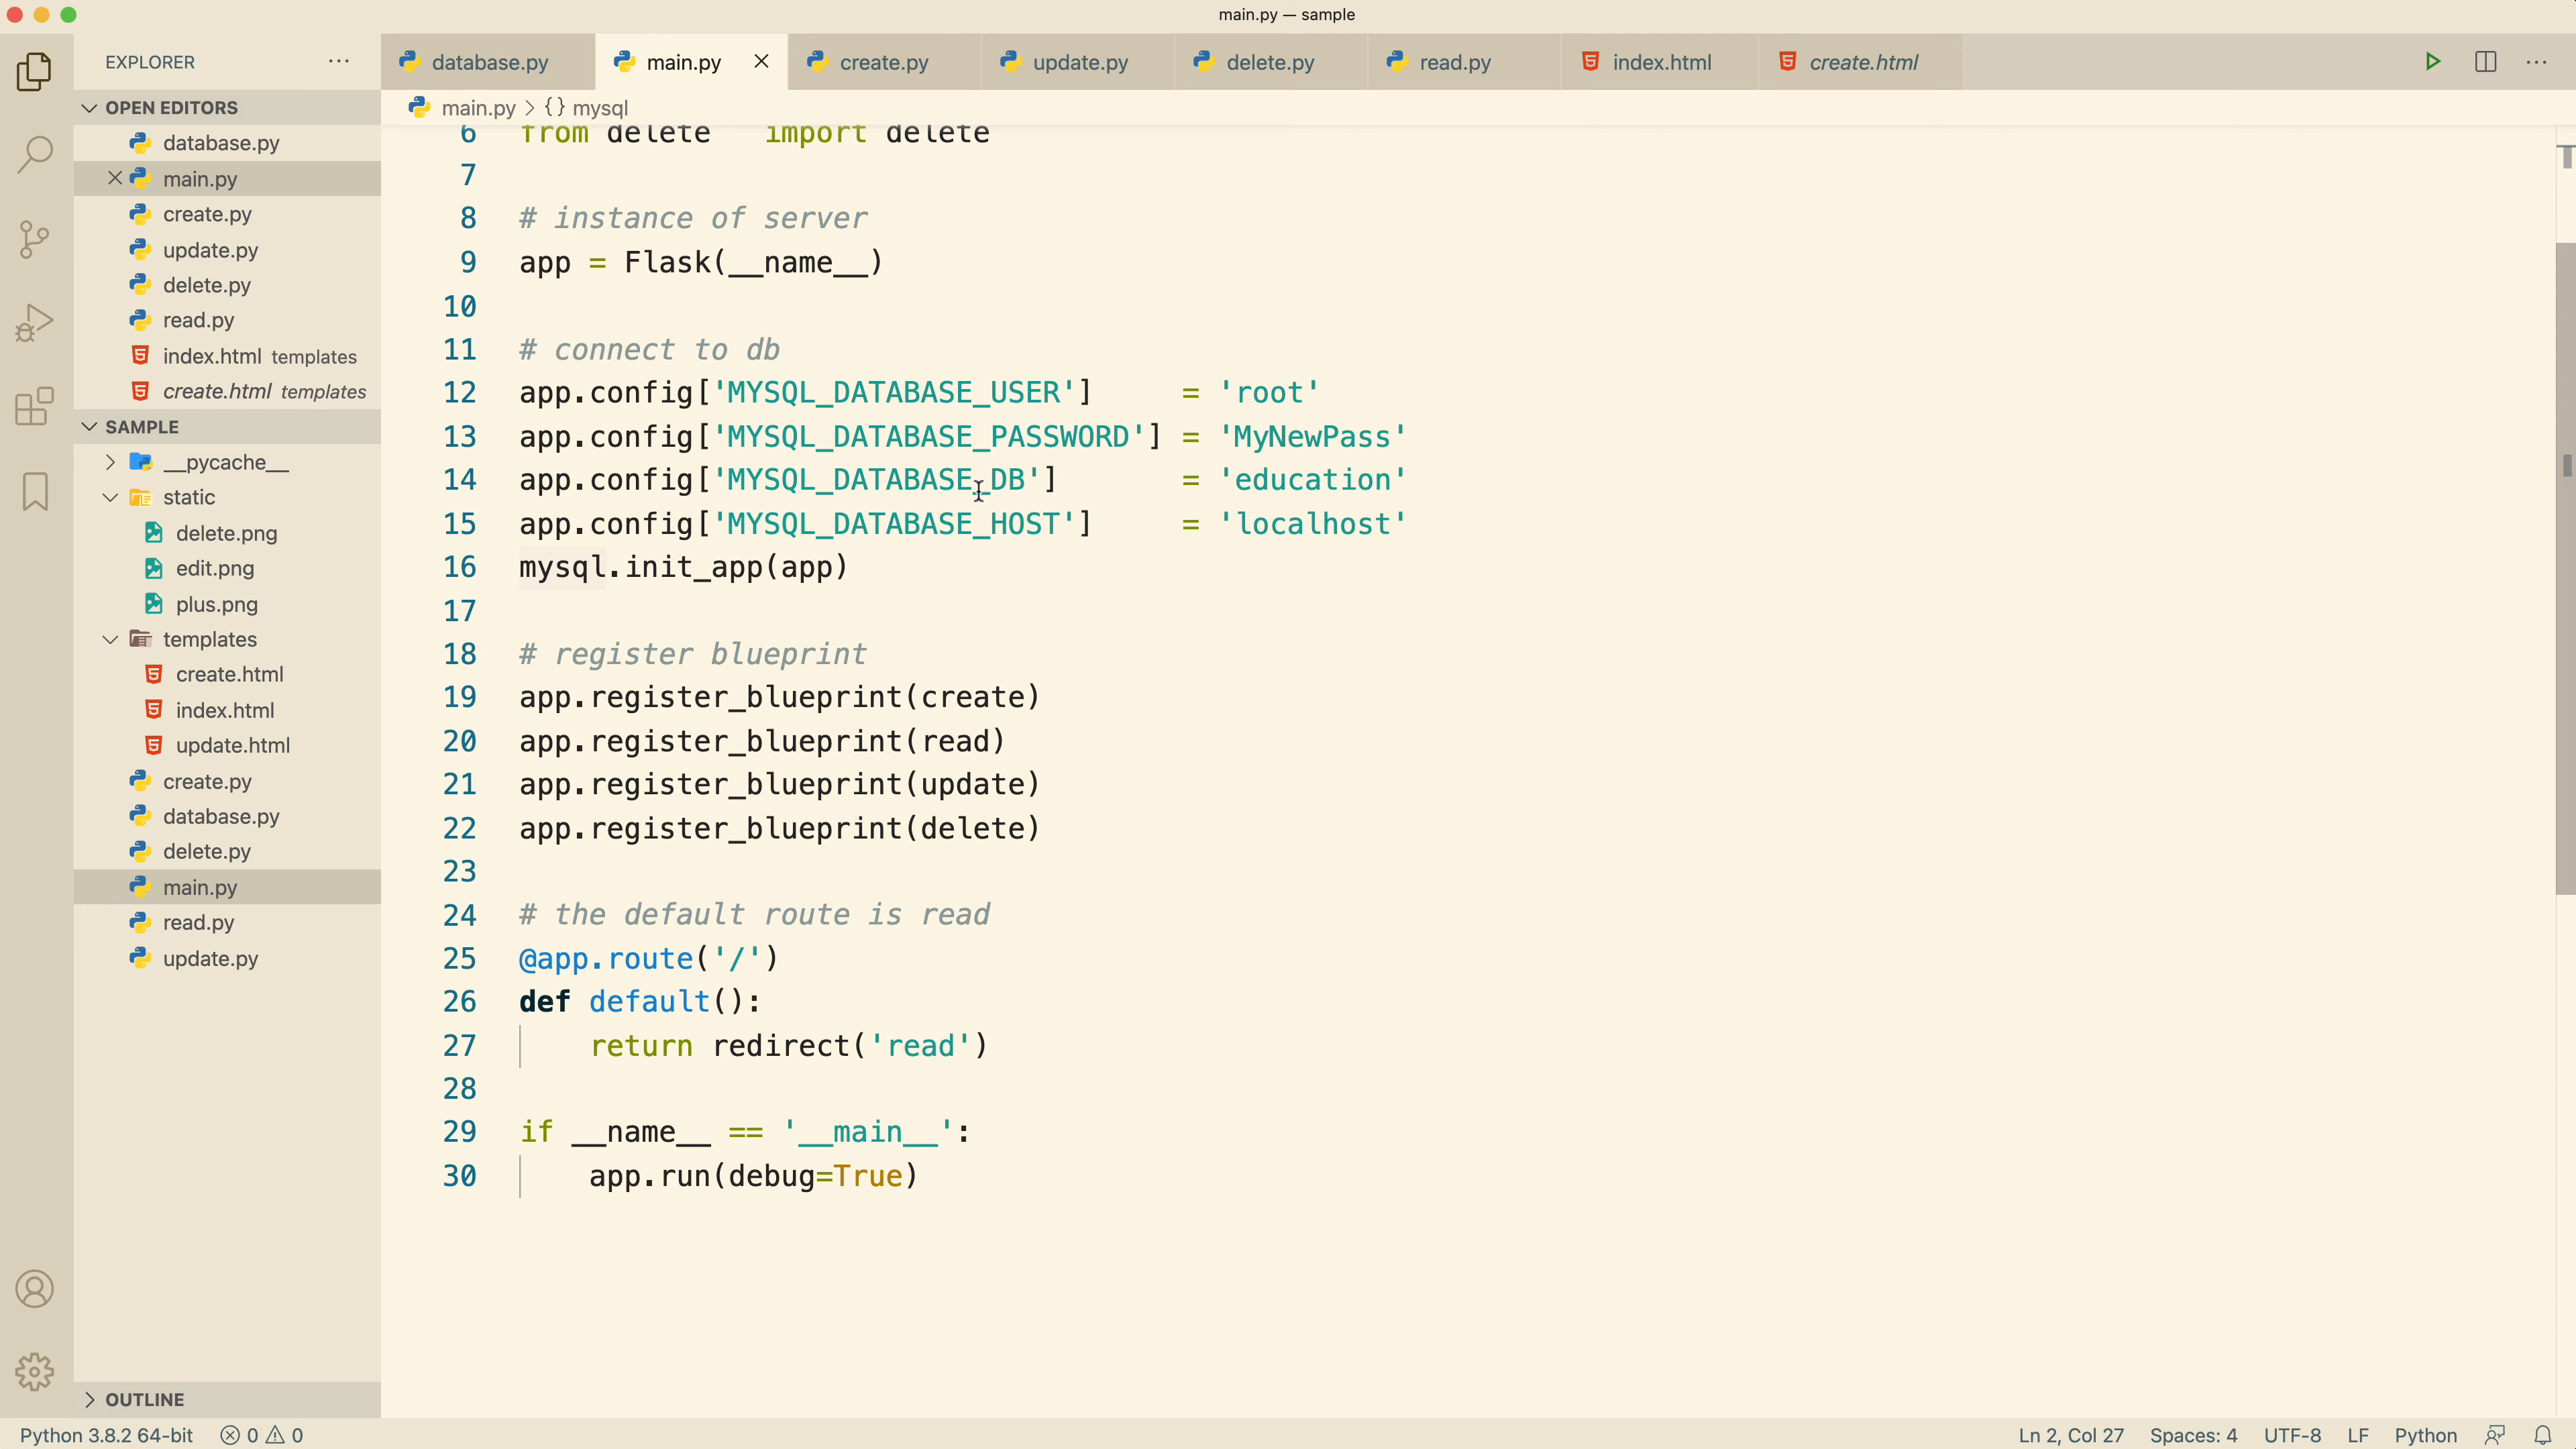 main.py — sample
EXPLORER
database.py
main.py
create.py
update.py
delete.py
read.py
index.html
create.html
main.py > {} mysql
OPEN EDITORS
database.py
main.py
create.py
update.py
delete.py
read.py
index.html templates
create.html templates
SAMPLE
__pycache__
static
delete.png
edit.png
plus.png
templates
create.html
index.html
update.html
create.py
database.py
delete.py
main.py
read.py
update.py
OUTLINE
6 from delete   import delete
7
8 # instance of server
9 app = Flask(__name__)
10
11 # connect to db
12 app.config['MYSQL_DATABASE_USER']     = 'root'
13 app.config['MYSQL_DATABASE_PASSWORD'] = 'MyNewPass'
14 app.config['MYSQL_DATABASE_DB']       = 'education'
15 app.config['MYSQL_DATABASE_HOST']     = 'localhost'
16 mysql.init_app(app)
17
18 # register blueprint
19 app.register_blueprint(create)
20 app.register_blueprint(read)
21 app.register_blueprint(update)
22 app.register_blueprint(delete)
23
24 # the default route is read
25 @app.route('/')
26 def default():
27     return redirect('read')
28
29 if __name__ == '__main__':
30     app.run(debug=True)
Python 3.8.2 64-bit 0 0 Ln 2, Col 27 Spaces: 4 UTF-8 LF Python